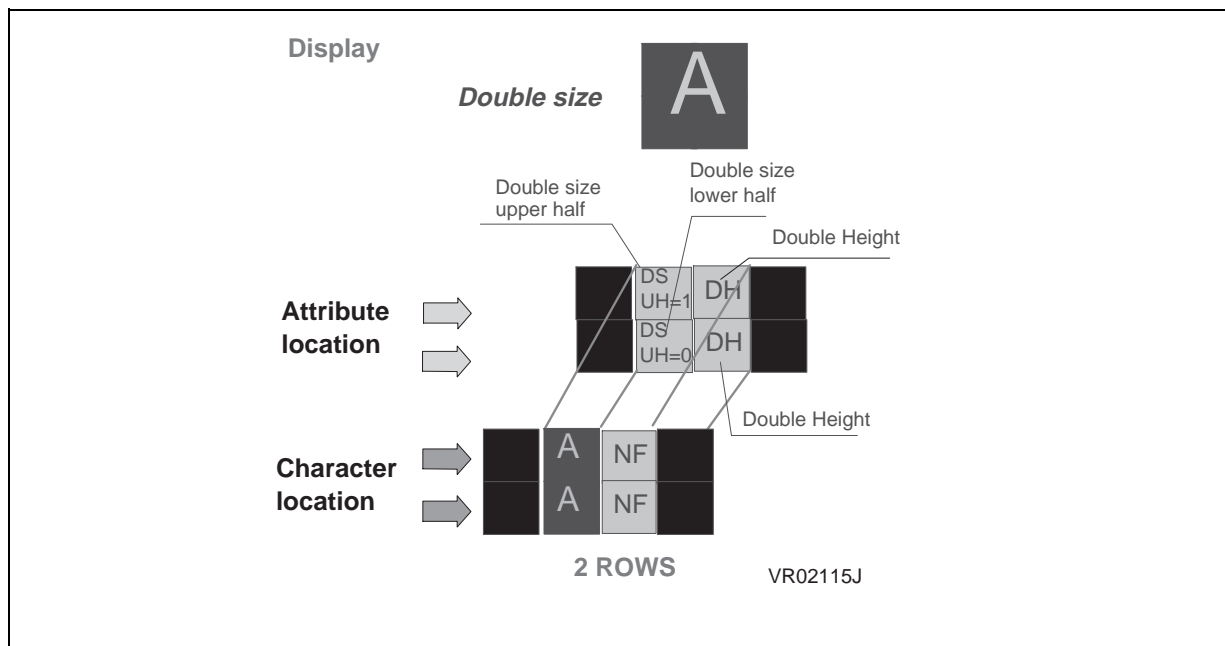 Display
A
Double size
Double size
lower half
Double size
upper half
Double Height
DS
UH=1
DH
Attribute
location
DS
UH=0
DH
Double Height
A
NF
Character
location
A
NF
2 ROWS
VR02115J